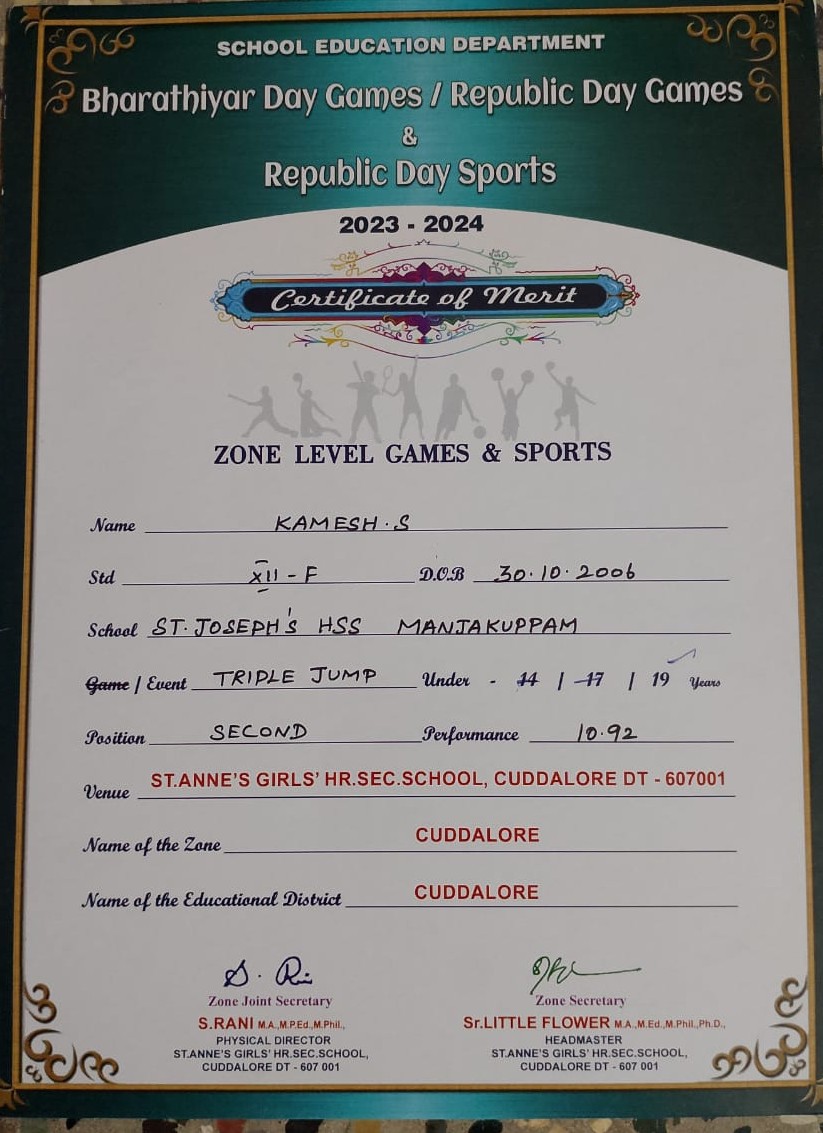 SCHOOL EDUCATION DEPARTMENT
Bharathiyar Day Games / Republic Day Games
&
Republic Day Sports
2023 - 2024
Certificate of Merit
ZONE LEVEL GAMES & SPORTS
Name KAMESH.S
Std XII - F D.O.B 30.10.2006
School ST. JOSEPH'S HSS MANJAKUPPAM
Game / Event TRIPLE JUMP Under - 14 | 17 | 19 Years
Position SECOND Performance 10.92
Venue ST.ANNE'S GIRLS' HR.SEC.SCHOOL, CUDDALORE DT - 607001
Name of the Zone CUDDALORE
Name of the Educational District CUDDALORE
Zone Joint Secretary Zone Secretary
S.RANI M.A.,M.P.Ed.,M.Phil., Sr.LITTLE FLOWER M.A.,M.Ed.,M.Phil.,Ph.D.,
PHYSICAL DIRECTOR HEADMASTER
ST.ANNE'S GIRLS' HR.SEC.SCHOOL, ST.ANNE'S GIRLS' HR.SEC.SCHOOL,
CUDDALORE DT - 607 001 CUDDALORE DT - 607 001